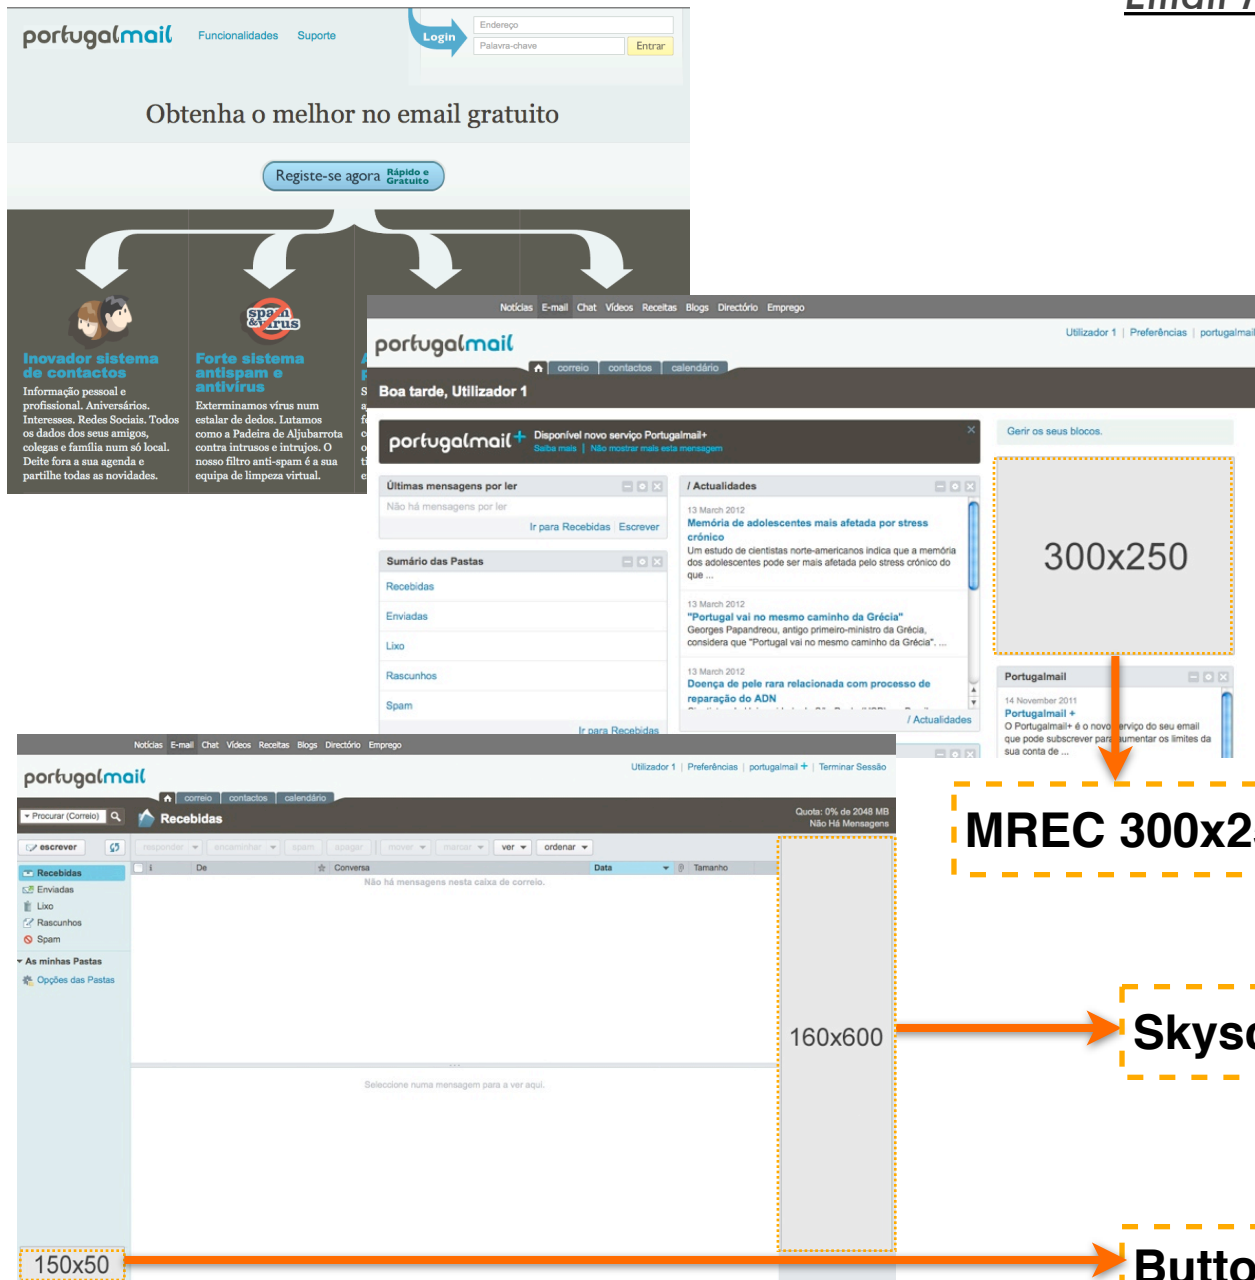 Email
portugalmail
Funcionalidades Suporte
Login
Endereço
Palavra-chave
Entrar
Obtenha o melhor no email gratuito
Registe-se agora Rápido e Gratuito
Inovador sistema
de contactos
Informação pessoal e
profissional. Aniversários.
Interesses. Redes Sociais. Todos
os dados dos seus amigos,
colegas e família num só local.
Deite fora a sua agenda e
partilhe todas as novidades.
spam
&virus
Forte sistema
antispam e
antivírus
Exterminamos vírus num
estalar de dedos. Lutamos
como a Padeira de Aljubarrota
contra intrusos e intrujos. O
nosso filtro anti-spam é a sua
equipa de limpeza virtual.
Notícias E-mail Chat Vídeos Receitas Blogs Directório Emprego
portugalmail
Utilizador 1 | Preferências | portugalmail
correio contactos calendário
Boa tarde, Utilizador 1
portugalmail+
Disponível novo serviço Portugalmail+
Saiba mais | Não mostrar mais esta mensagem
Gerir os seus blocos.
Últimas mensagens por ler
Não há mensagens por ler
Ir para Recebidas Escrever
Sumário das Pastas
Recebidas
Enviadas
Lixo
Rascunhos
Spam
Ir para Recebidas
/ Actualidades
13 March 2012
Memória de adolescentes mais afetada por stress
crónico
Um estudo de cientistas norte-americanos indica que a memória
dos adolescentes pode ser mais afetada pelo stress crónico do
que ...
13 March 2012
"Portugal vai no mesmo caminho da Grécia"
Georges Papandreou, antigo primeiro-ministro da Grécia,
considera que "Portugal vai no mesmo caminho da Grécia". ...
13 March 2012
Doença de pele rara relacionada com processo de
reparação do ADN
/ Actualidades
300x250
Portugalmail
14 November 2011
Portugalmail +
O Portugalmail+ é o novo serviço do seu email
que pode subscrever para aumentar os limites da
sua conta de ...
MREC 300x25
Notícias E-mail Chat Vídeos Receitas Blogs Directório Emprego
portugalmail
Utilizador 1 | Preferências | portugalmail + | Terminar Sessão
correio contactos calendário
Procurar (Correio)
Recebidas
Quota: 0% de 2048 MB
Não Há Mensagens
escrever
responder encaminhar spam apagar mover marcar ver ordenar
i De Conversa Data Tamanho
Não há mensagens nesta caixa de correio.
Recebidas
Enviadas
Lixo
Rascunhos
Spam
As minhas Pastas
Opções das Pastas
160x600
Seleccione numa mensagem para a ver aqui.
150x50
Skysc
Butto